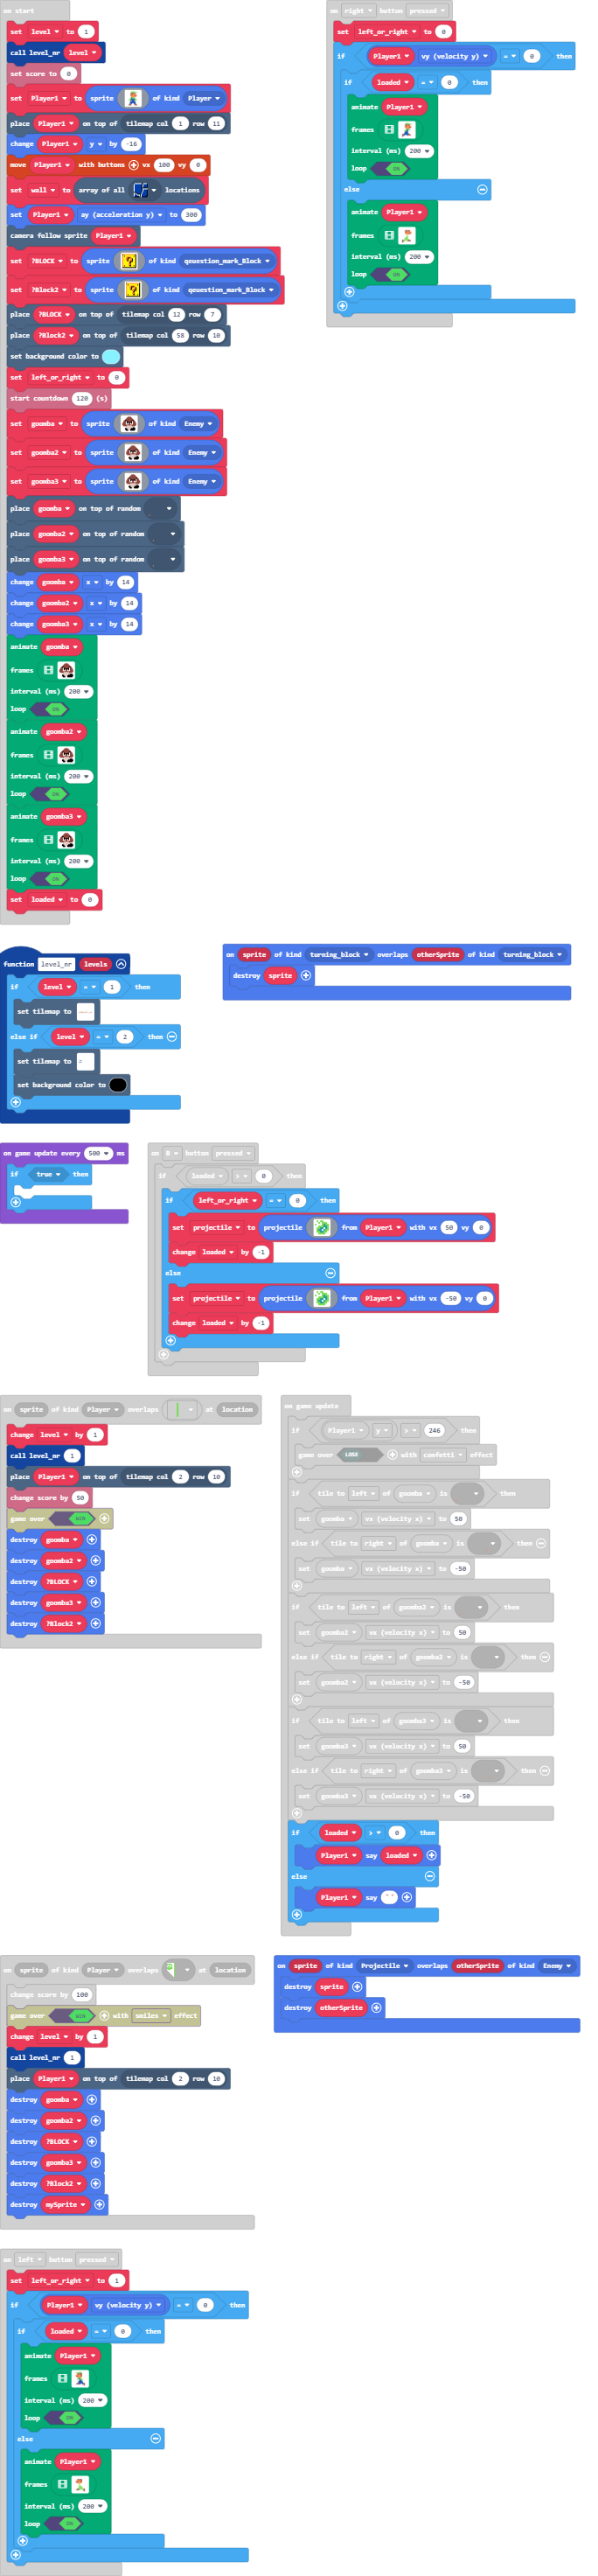 on start
set level to 1
call level_nr level
set score to 0
set Player1 to sprite of kind Player
place Player1 on top of tilemap col 1 row 11
change Player1 y by -16
move Player1 with buttons vx 100 vy 0
set wall to array of all locations
set Player1 ay (acceleration y) to 300
camera follow sprite Player1
set ?BLOCK to sprite of kind qeuestion_mark_Block
set ?Block2 to sprite of kind qeuestion_mark_Block
place ?BLOCK on top of tilemap col 12 row 7
place ?Block2 on top of tilemap col 58 row 10
set background color to
set left_or_right to 0
start countdown 120 (s)
set goomba to sprite of kind Enemy
set goomba2 to sprite of kind Enemy
set goomba3 to sprite of kind Enemy
place goomba on top of random
place goomba2 on top of random
place goomba3 on top of random
change goomba x by 14
change goomba2 x by 14
change goomba3 x by 14
animate goomba
frames
interval (ms) 200
loop ON
animate goomba2
frames
interval (ms) 200
loop ON
animate goomba3
frames
interval (ms) 200
loop ON
set loaded to 0
on right button pressed
set left_or_right to 0
if Player1 vy (velocity y) = 0 then
if loaded = 0 then
animate Player1
frames
interval (ms) 200
loop ON
else
animate Player1
frames
interval (ms) 200
loop ON
function level_nr levels
if level = 1 then
set tilemap to
else if level = 2 then
set tilemap to
set background color to
on sprite of kind turning_block overlaps otherSprite of kind turning_block
destroy sprite
on game update every 500 ms
if true then
on B button pressed
if loaded > 0 then
if left_or_right = 0 then
set projectile to projectile from Player1 with vx 50 vy 0
change loaded by -1
else
set projectile to projectile from Player1 with vx -50 vy 0
change loaded by -1
on sprite of kind Player overlaps at location
change level by 1
call level_nr 1
place Player1 on top of tilemap col 2 row 10
change score by 50
game over WIN
destroy goomba
destroy goomba2
destroy ?BLOCK
destroy goomba3
destroy ?Block2
on game update
if Player1 y > 246 then
game over LOSE with confetti effect
if tile to left of goomba is then
set goomba vx (velocity x) to 50
else if tile to right of goomba is then
set goomba vx (velocity x) to -50
if tile to left of goomba2 is then
set goomba2 vx (velocity x) to 50
else if tile to right of goomba2 is then
set goomba2 vx (velocity x) to -50
if tile to left of goomba3 is then
set goomba3 vx (velocity x) to 50
else if tile to right of goomba3 is then
set goomba3 vx (velocity x) to -50
if loaded > 0 then
Player1 say loaded
else
Player1 say " "
on sprite of kind Player overlaps at location
change score by 100
game over WIN with smiles effect
change level by 1
call level_nr 1
place Player1 on top of tilemap col 2 row 10
destroy goomba
destroy goomba2
destroy ?BLOCK
destroy goomba3
destroy ?Block2
destroy mySprite
on sprite of kind Projectile overlaps otherSprite of kind Enemy
destroy sprite
destroy otherSprite
on left button pressed
set left_or_right to 1
if Player1 vy (velocity y) = 0 then
if loaded = 0 then
animate Player1
frames
interval (ms) 200
loop ON
else
animate Player1
frames
interval (ms) 200
loop ON